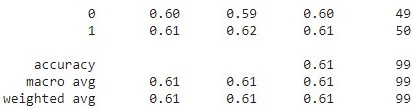 0 0.60 0.59 0.60 49
1 0.61 0.62 0.61 50
accuracy 0.61 99
macro avg 0.61 0.61 0.61 99
weighted avg 0.61 0.61 0.61 99